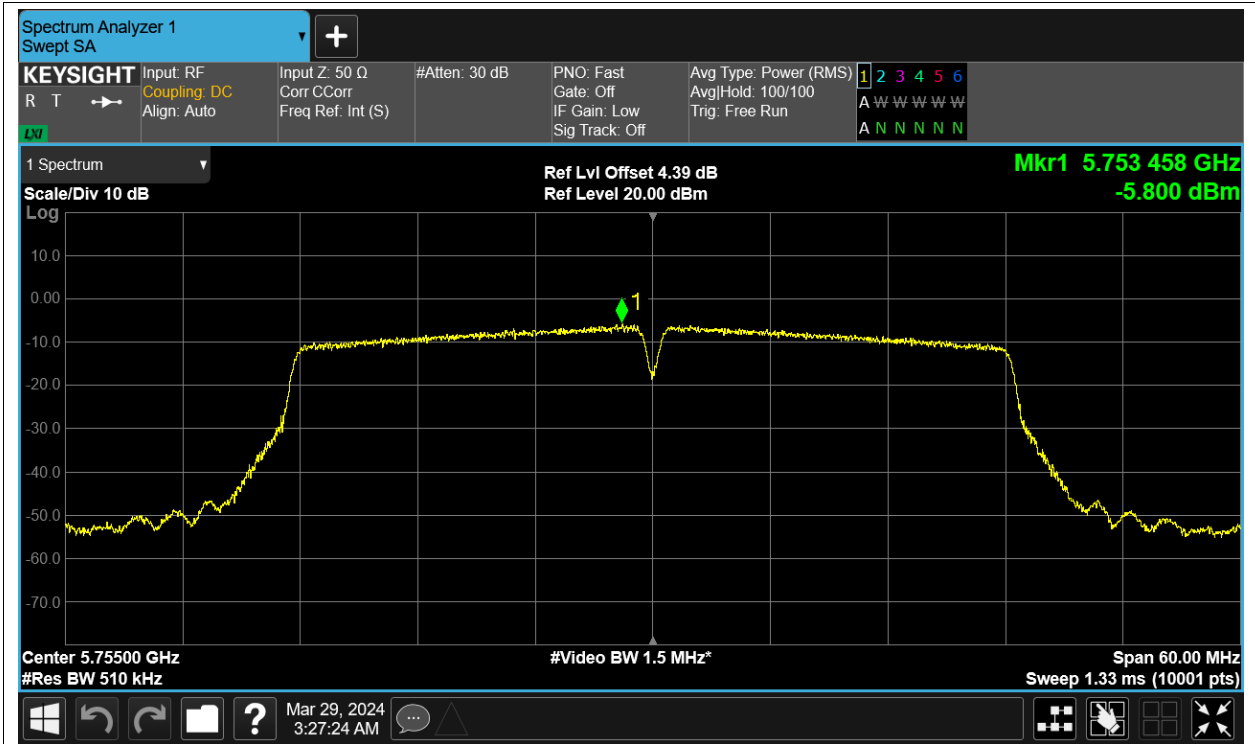 Spectrum Analyzer 1
Swept SA
KEYSIGHT
R T
LXI
Input: RF
Coupling: DC
Align: Auto
Input Z: 50 Ω
Corr CCorr
Freq Ref: Int (S)
#Atten: 30 dB
PNO: Fast
Gate: Off
IF Gain: Low
Sig Track: Off
Avg Type: Power (RMS)
Avg|Hold: 100/100
Trig: Free Run
1 2 3 4 5 6
A W W W W W
A N N N N N
1 Spectrum
Scale/Div 10 dB
Log
Ref Lvl Offset 4.39 dB
Ref Level 20.00 dBm
Mkr1 5.753 458 GHz
-5.800 dBm
10.0
0.00
-10.0
-20.0
-30.0
-40.0
-50.0
-60.0
-70.0
1
Center 5.75500 GHz
#Res BW 510 kHz
#Video BW 1.5 MHz*
Span 60.00 MHz
Sweep 1.33 ms (10001 pts)
?
Mar 29, 2024
3:27:24 AM